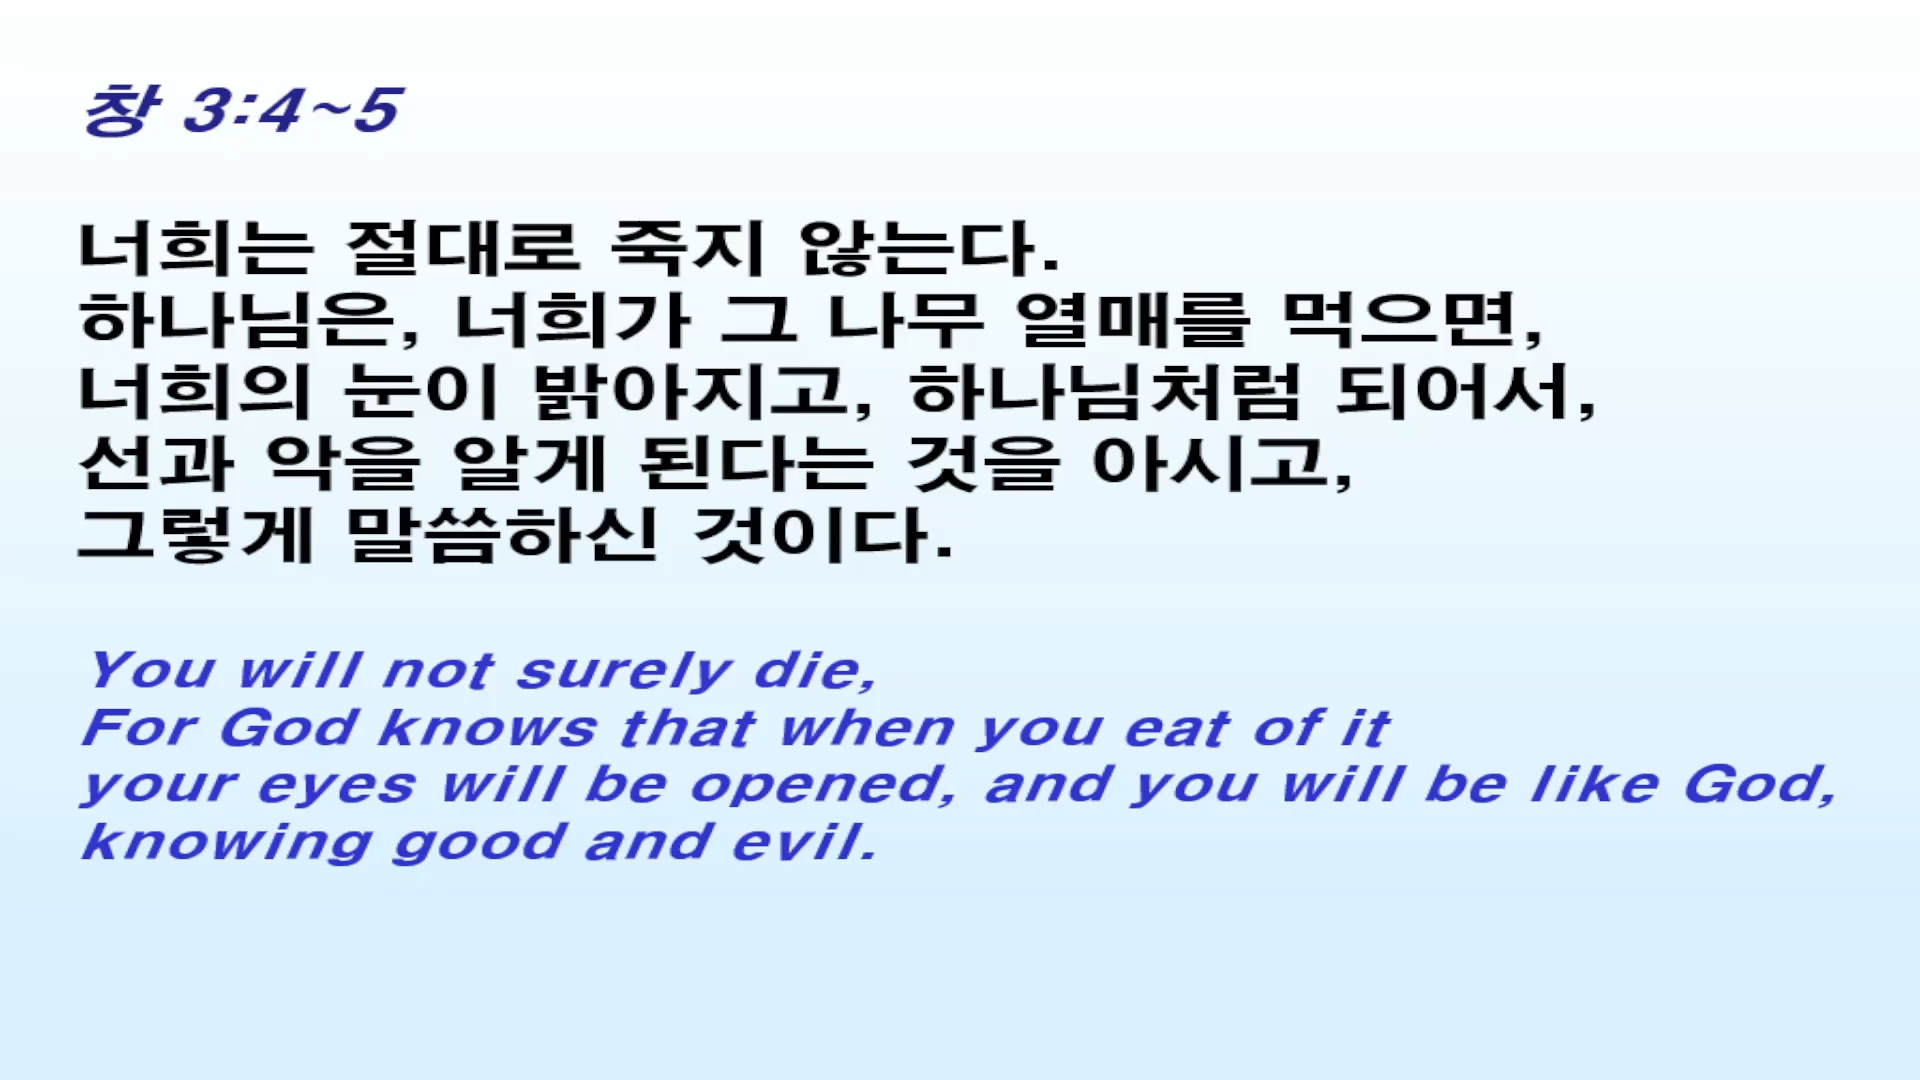 창 3:4~5
너희는 절대로 죽지 않는다.
하나님은, 너희가 그 나무 열매를 먹으면,
너희의 눈이 밝아지고, 하나님처럼 되어서,
선과 악을 알게 된다는 것을 아시고,
그렇게 말씀하신 것이다.
You will not surely die,
For God knows that when you eat of it
your eyes will be opened, and you will be like God,
knowing good and evil.